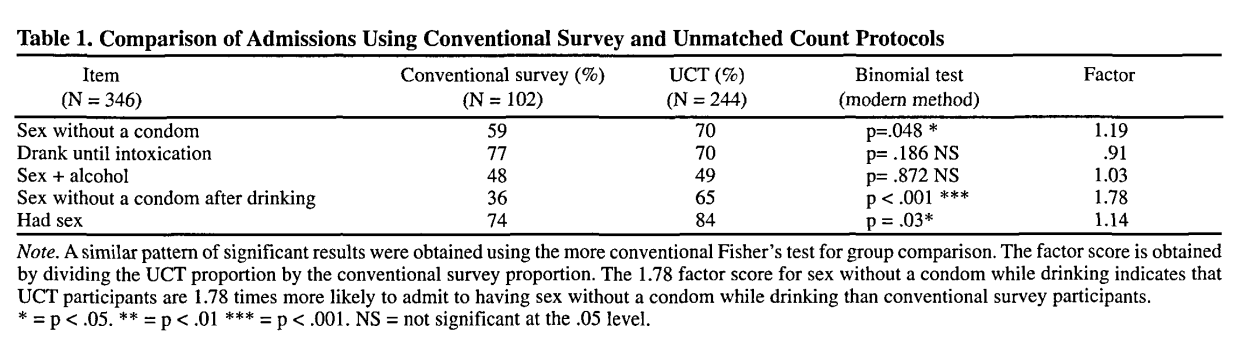 Table 1. Comparison of Admissions Using Conventional Survey and Unmatched Count Protocols
Item Conventional survey (%) UCT (%) Binomial test Factor
(N = 346) (N = 102) (N = 244) (modern method)
Sex without a condom 59 70 p=.048 * 1.19
Drank until intoxication 77 70 p= .186 NS .91
Sex + alcohol 48 49 p= .872 NS 1.03
Sex without a condom after drinking 36 65 p < .001 *** 1.78
Had sex 74 84 p = .03* 1.14
Note. A similar pattern of significant results were obtained using the more conventional Fisher's test for group comparison. The factor score is obtained
by dividing the UCT proportion by the conventional survey proportion. The 1.78 factor score for sex without a condom while drinking indicates that
UCT participants are 1.78 times more likely to admit to having sex without a condom while drinking than conventional survey participants.
* = p < .05. ** = p < .01 *** = p < .001. NS = not significant at the .05 level.